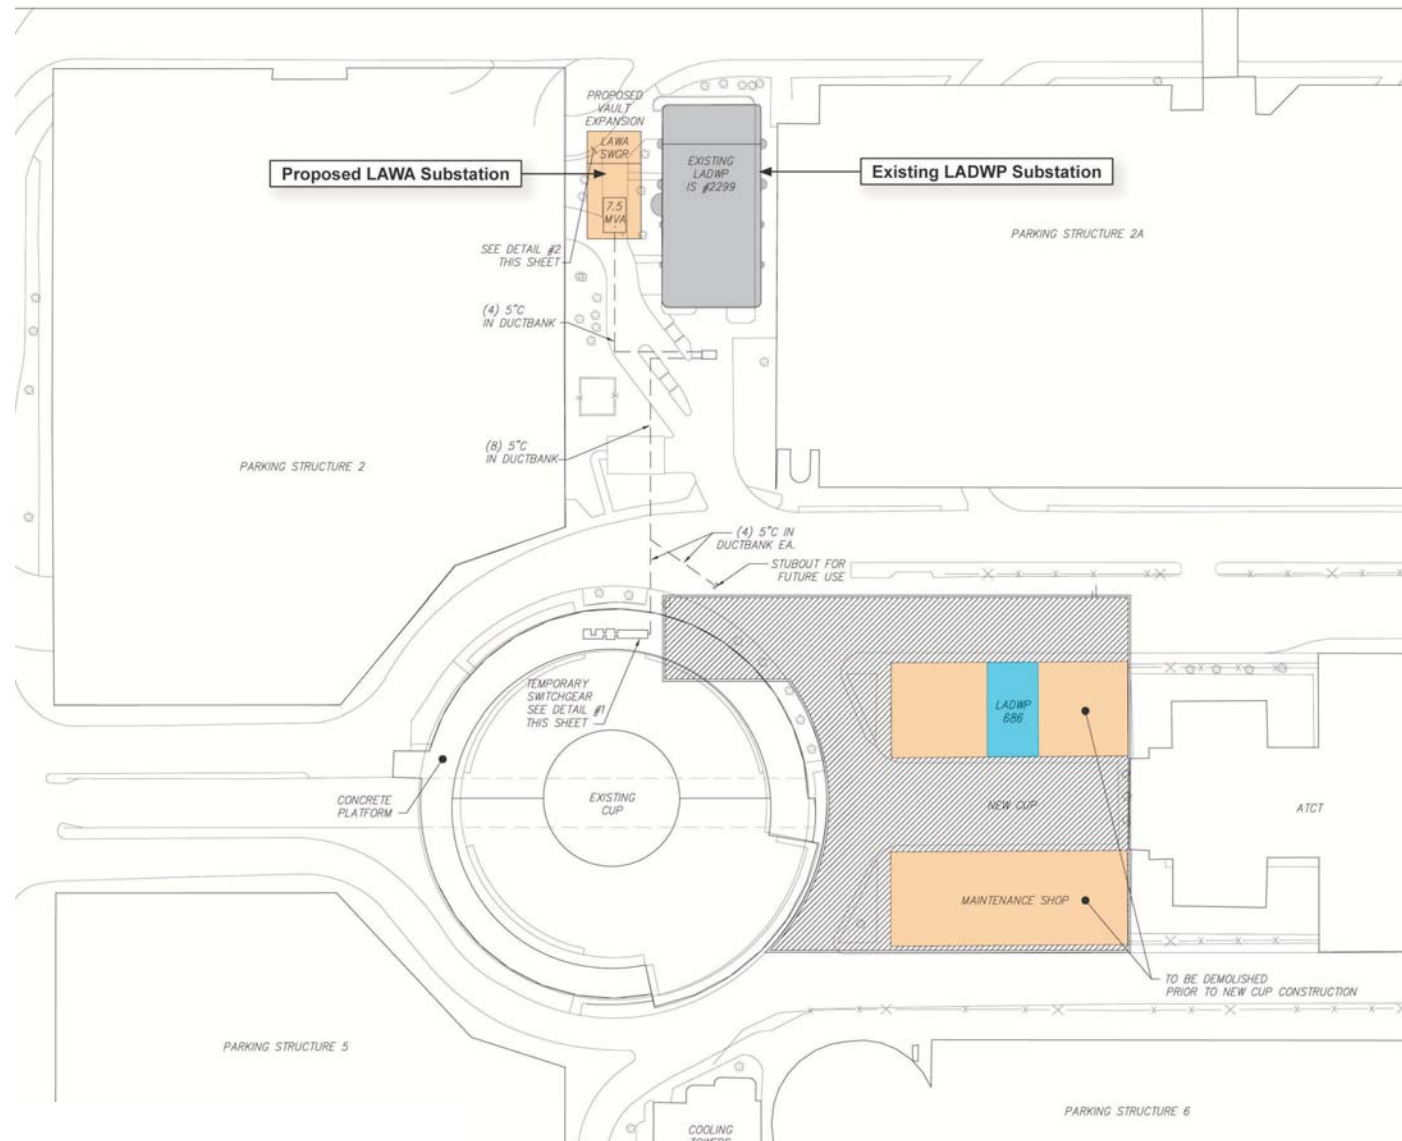 PROPOSED
VAULT
EXPANSION
LAWA
SWGR
Proposed LAWA Substation
7.5
MVA
EXISTING
LADWP
IS #2299
Existing LADWP Substation
PARKING STRUCTURE 2A
SEE DETAIL #2
THIS SHEET
(4) 5"C
IN DUCTBANK
(8) 5"C
IN DUCTBANK
PARKING STRUCTURE 2
(4) 5"C IN
DUCTBANK EA.
STUBOUT FOR
FUTURE USE
TEMPORARY
SWITCHGEAR
SEE DETAIL #1
THIS SHEET
LADWP
686
CONCRETE
PLATFORM
EXISTING
CUP
NEW CUP
ATCT
MAINTENANCE SHOP
TO BE DEMOLISHED
PRIOR TO NEW CUP CONSTRUCTION
PARKING STRUCTURE 5
PARKING STRUCTURE 6
COOLING
TOWERS